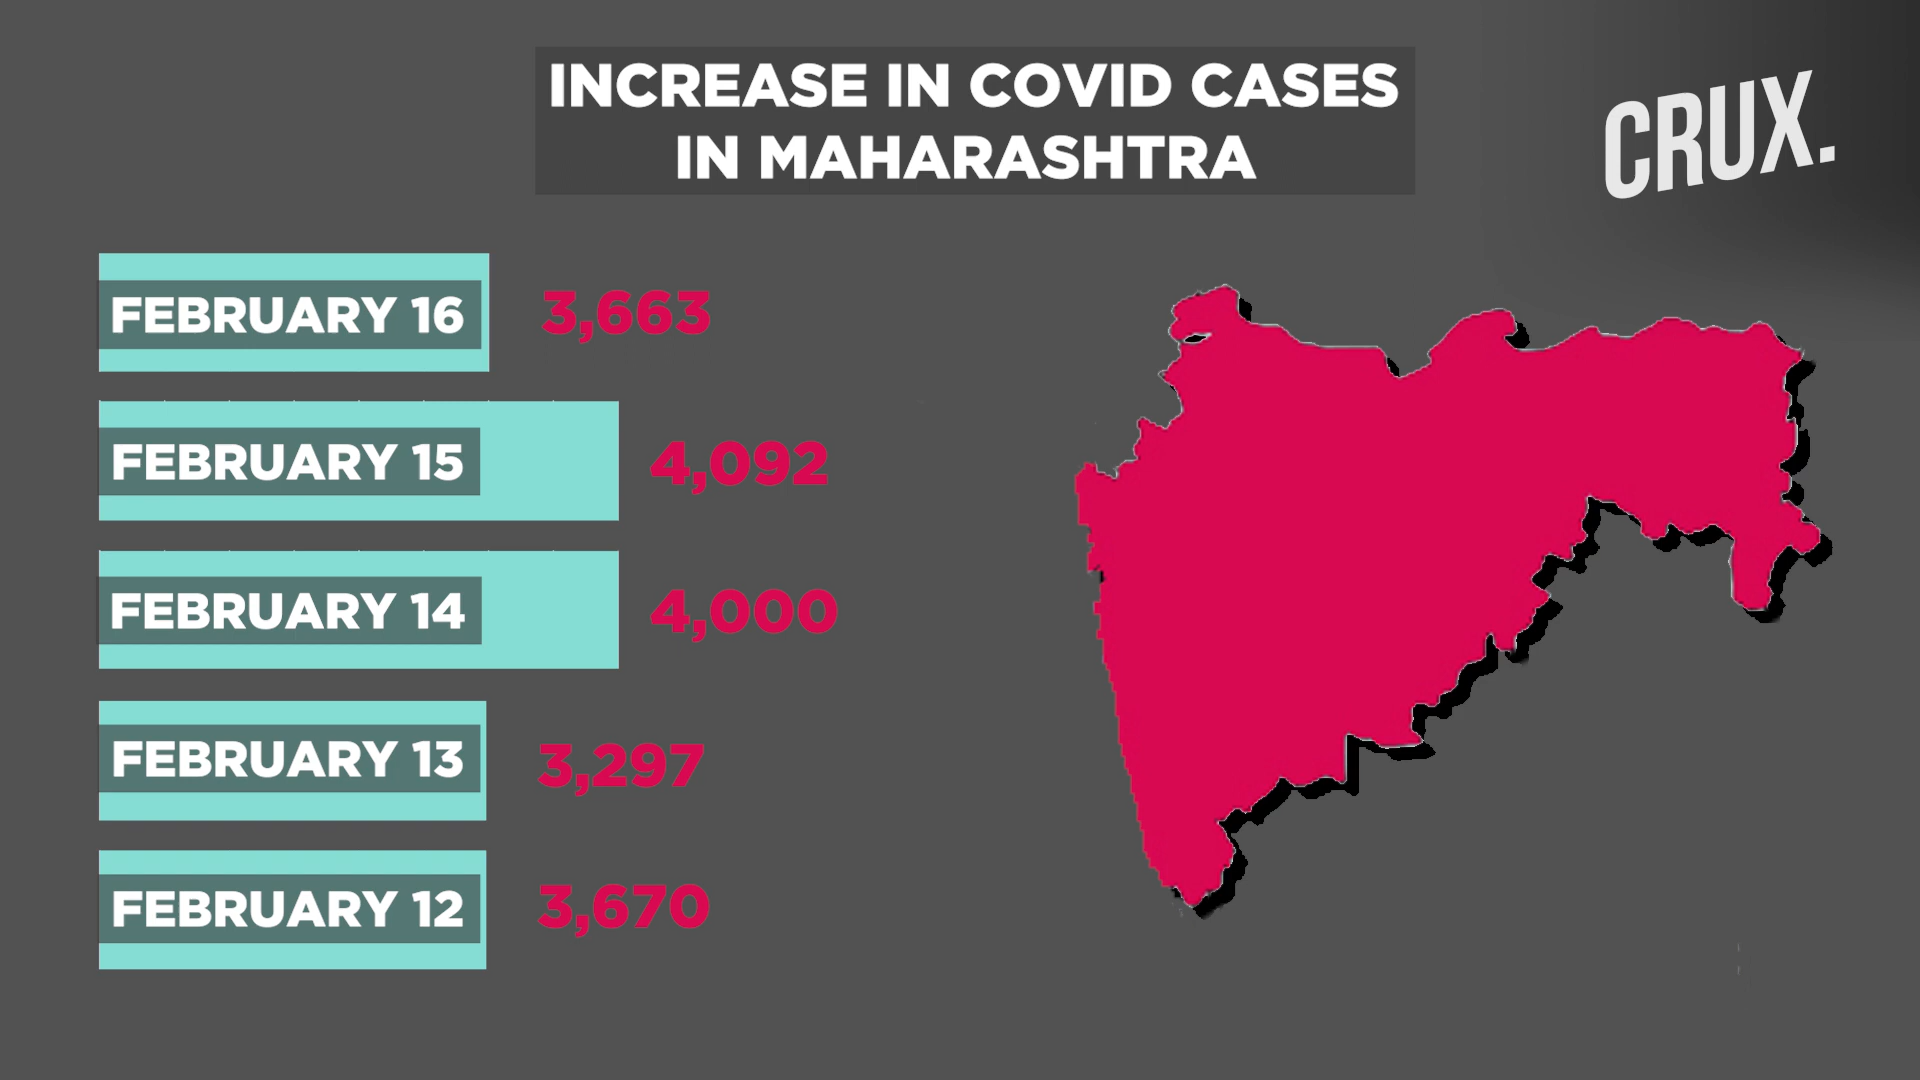 INCREASE IN COVID CASES
IN MAHARASHTRA
CRUX.
FEBRUARY 16 3,663
FEBRUARY 15 4,092
FEBRUARY 14 4,000
FEBRUARY 13 3,297
FEBRUARY 12 3,670